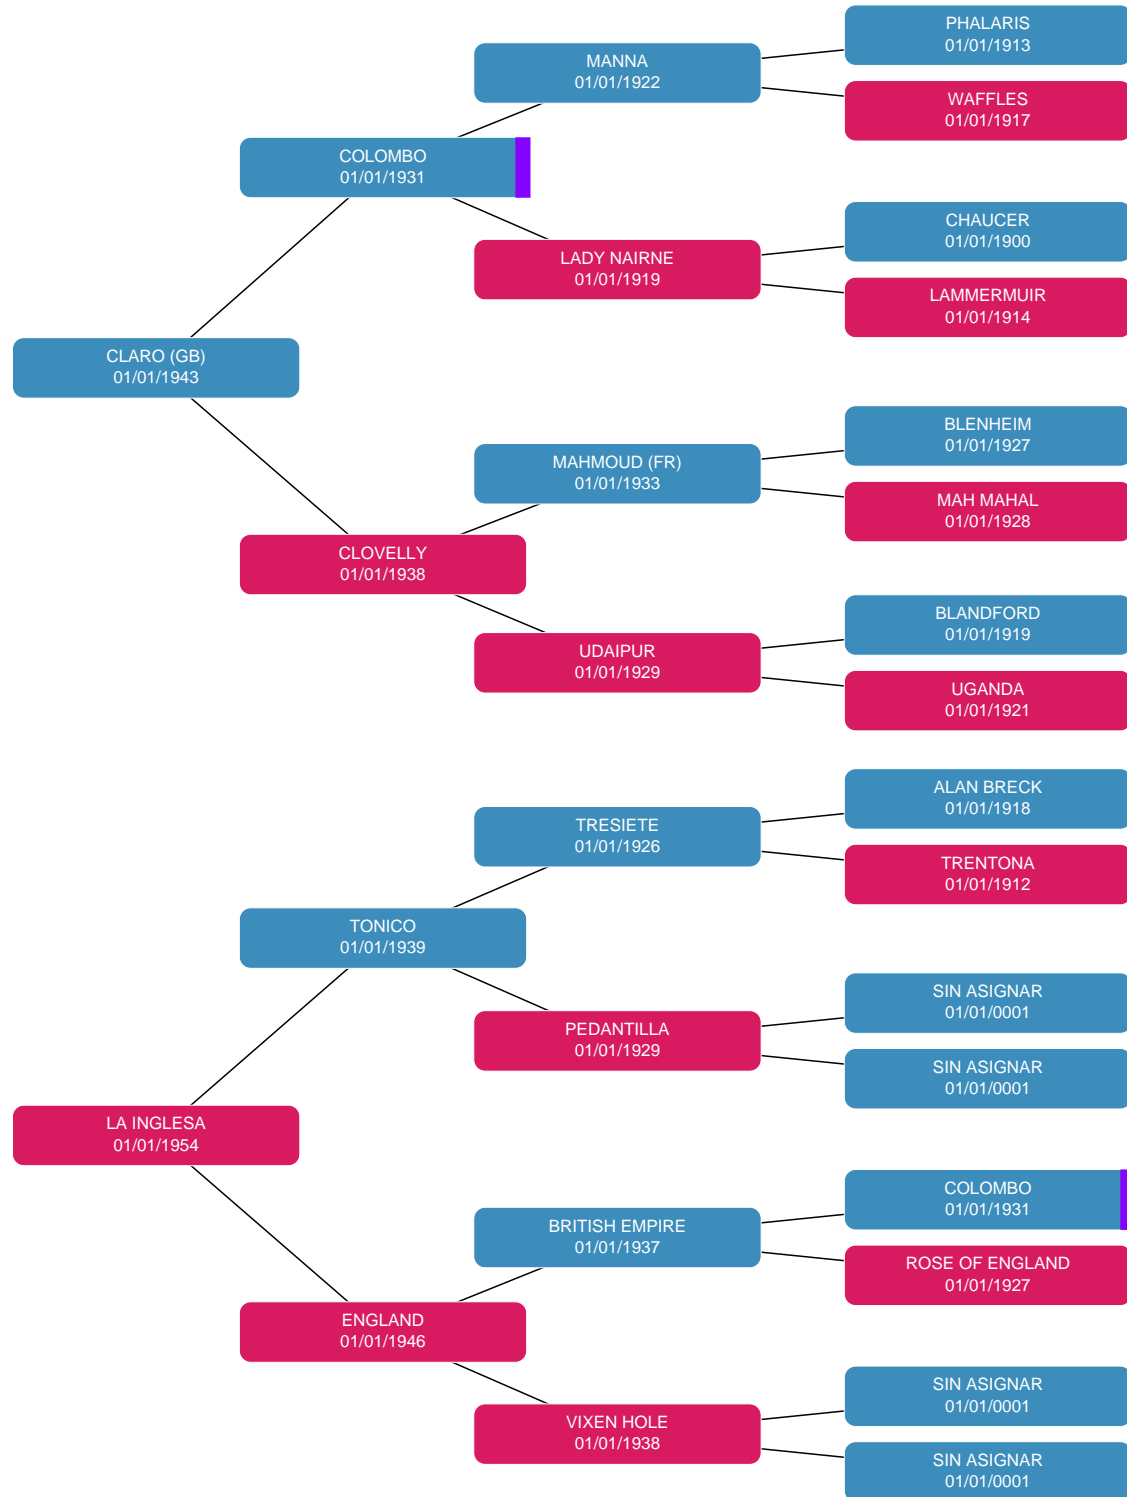 PHALARIS
01/01/1913
MANNA
01/01/1922
WAFFLES
01/01/1917
COLOMBO
01/01/1931
CHAUCER
01/01/1900
LADY NAIRNE
01/01/1919
LAMMERMUIR
01/01/1914
CLARO (GB)
01/01/1943
BLENHEIM
01/01/1927
MAHMOUD (FR)
01/01/1933
MAH MAHAL
01/01/1928
CLOVELLY
01/01/1938
BLANDFORD
01/01/1919
UDAIPUR
01/01/1929
UGANDA
01/01/1921
ALAN BRECK
01/01/1918
TRESIETE
01/01/1926
TRENTONA
01/01/1912
TONICO
01/01/1939
SIN ASIGNAR
01/01/0001
PEDANTILLA
01/01/1929
SIN ASIGNAR
01/01/0001
LA INGLESA
01/01/1954
COLOMBO
01/01/1931
BRITISH EMPIRE
01/01/1937
ROSE OF ENGLAND
01/01/1927
ENGLAND
01/01/1946
SIN ASIGNAR
01/01/0001
VIXEN HOLE
01/01/1938
SIN ASIGNAR
01/01/0001